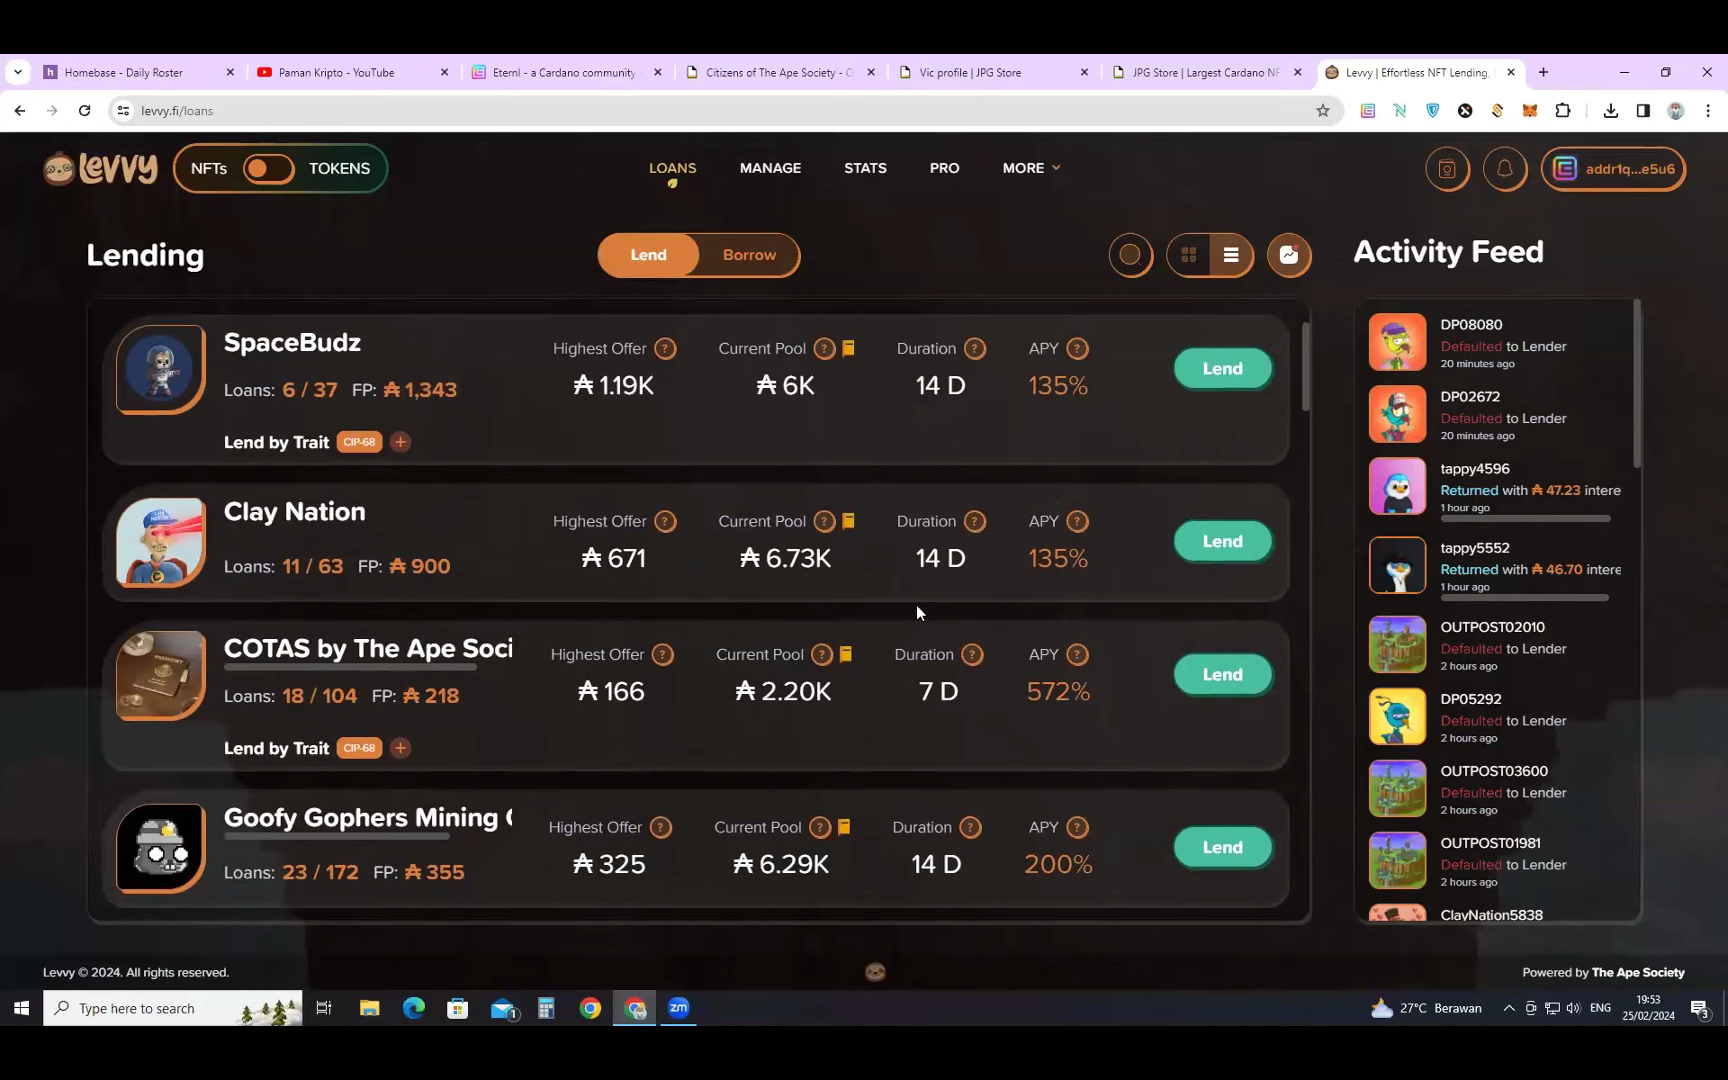 Homebase - Daily Roster
Paman Kripto - YouTube
Eternl - a Cardano community
Citizens of The Ape Society - C
Vic profile | JPG Store
JPG Store | Largest Cardano NF
Levvy | Effortless NFT Lending,
levvy.fi/loans
levvy
NFTs
TOKENS
LOANS
MANAGE
STATS
PRO
MORE
addr1q...e5u6
Lending
Lend
Borrow
Activity Feed
SpaceBudz
Loans: 6 / 37 FP: ₳ 1,343
Highest Offer ?
₳ 1.19K
Current Pool ?
₳ 6K
Duration ?
14 D
APY ?
135%
Lend
Lend by Trait CIP-68 +
Clay Nation
Loans: 11 / 63 FP: ₳ 900
Highest Offer ?
₳ 671
Current Pool ?
₳ 6.73K
Duration ?
14 D
APY ?
135%
Lend
COTAS by The Ape Soci
Loans: 18 / 104 FP: ₳ 218
Highest Offer ?
₳ 166
Current Pool ?
₳ 2.20K
Duration ?
7 D
APY ?
572%
Lend
Lend by Trait CIP-68 +
Goofy Gophers Mining C
Loans: 23 / 172 FP: ₳ 355
Highest Offer ?
₳ 325
Current Pool ?
₳ 6.29K
Duration ?
14 D
APY ?
200%
Lend
DP08080
Defaulted to Lender
20 minutes ago
DP02672
Defaulted to Lender
20 minutes ago
tappy4596
Returned with ₳ 47.23 intere
1 hour ago
tappy5552
Returned with ₳ 46.70 intere
1 hour ago
OUTPOST02010
Defaulted to Lender
2 hours ago
DP05292
Defaulted to Lender
2 hours ago
OUTPOST03600
Defaulted to Lender
2 hours ago
OUTPOST01981
Defaulted to Lender
2 hours ago
ClayNation5838
Levvy © 2024. All rights reserved.
Powered by The Ape Society
Type here to search
1
zm
27°C Berawan
ENG
19:53
25/02/2024
3